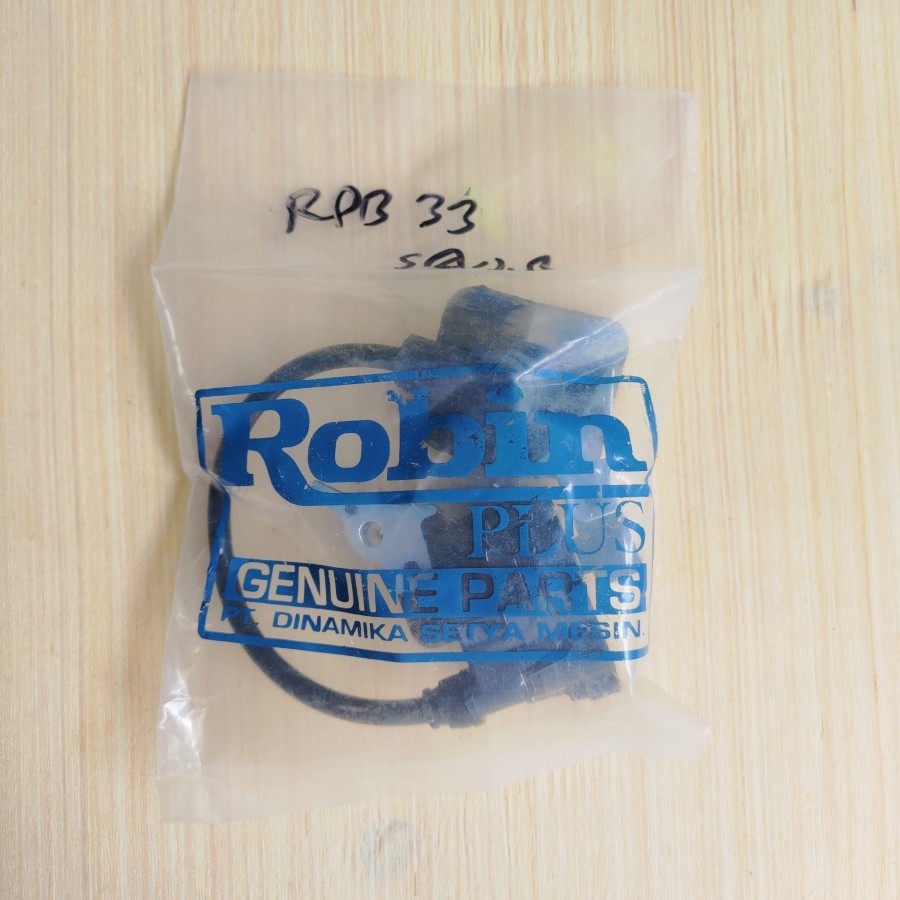 RPB 33
Robin
PLUS
GENUINE PARTS
PT. DINAMIKA SETYA MESIN.